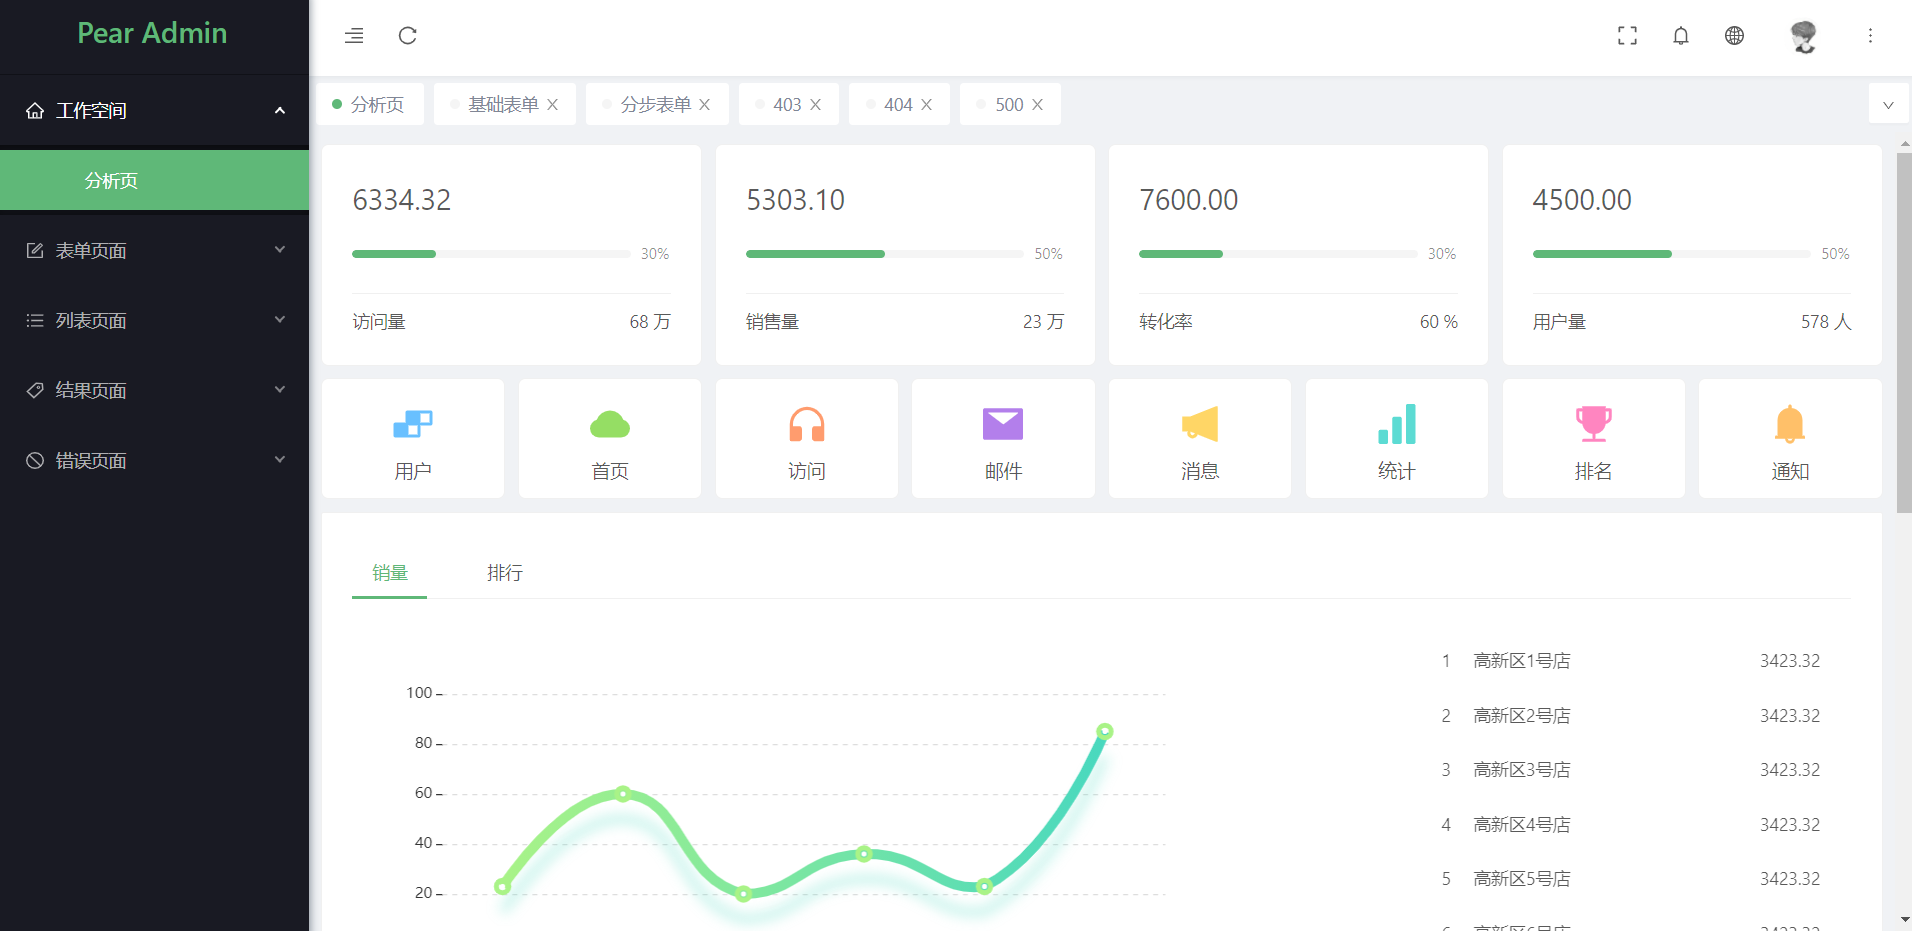 Pear Admin
工作空间
分析页
表单页面
列表页面
结果页面
错误页面
分析页
基础表单
分步表单
403
404
500
6334.32
30%
访问量 68 万
5303.10
50%
销售量 23 万
7600.00
30%
转化率 60 %
4500.00
50%
用户量 578 人
用户
首页
访问
邮件
消息
统计
排名
通知
销量
排行
100
80
60
40
20
1 高新区1号店 3423.32
2 高新区2号店 3423.32
3 高新区3号店 3423.32
4 高新区4号店 3423.32
5 高新区5号店 3423.32